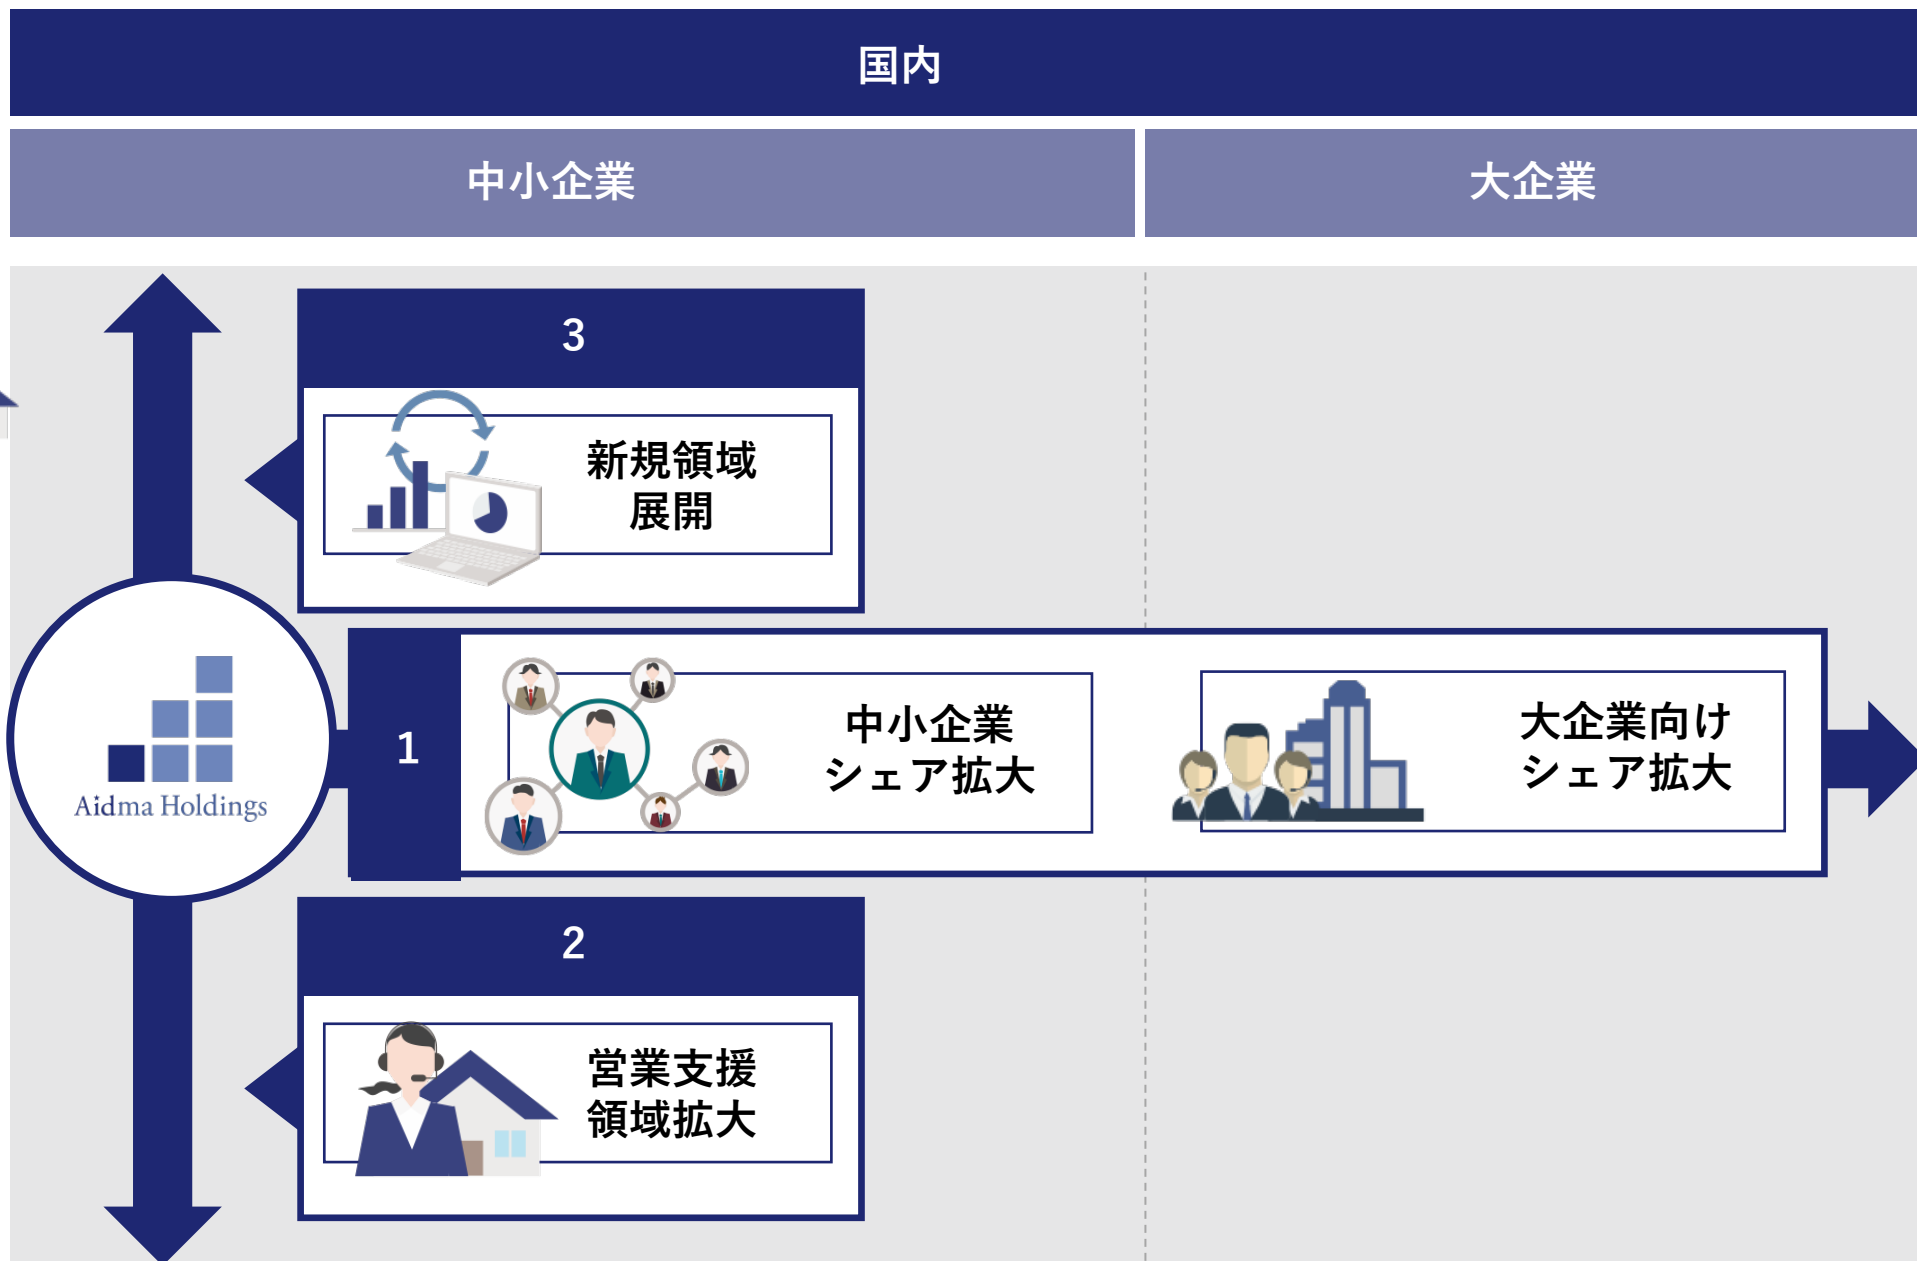 国内
中小企業
大企業
3
新規領域
展開
Aidma Holdings
1
中小企業
シェア拡大
大企業向け
シェア拡大
2
営業支援
領域拡大